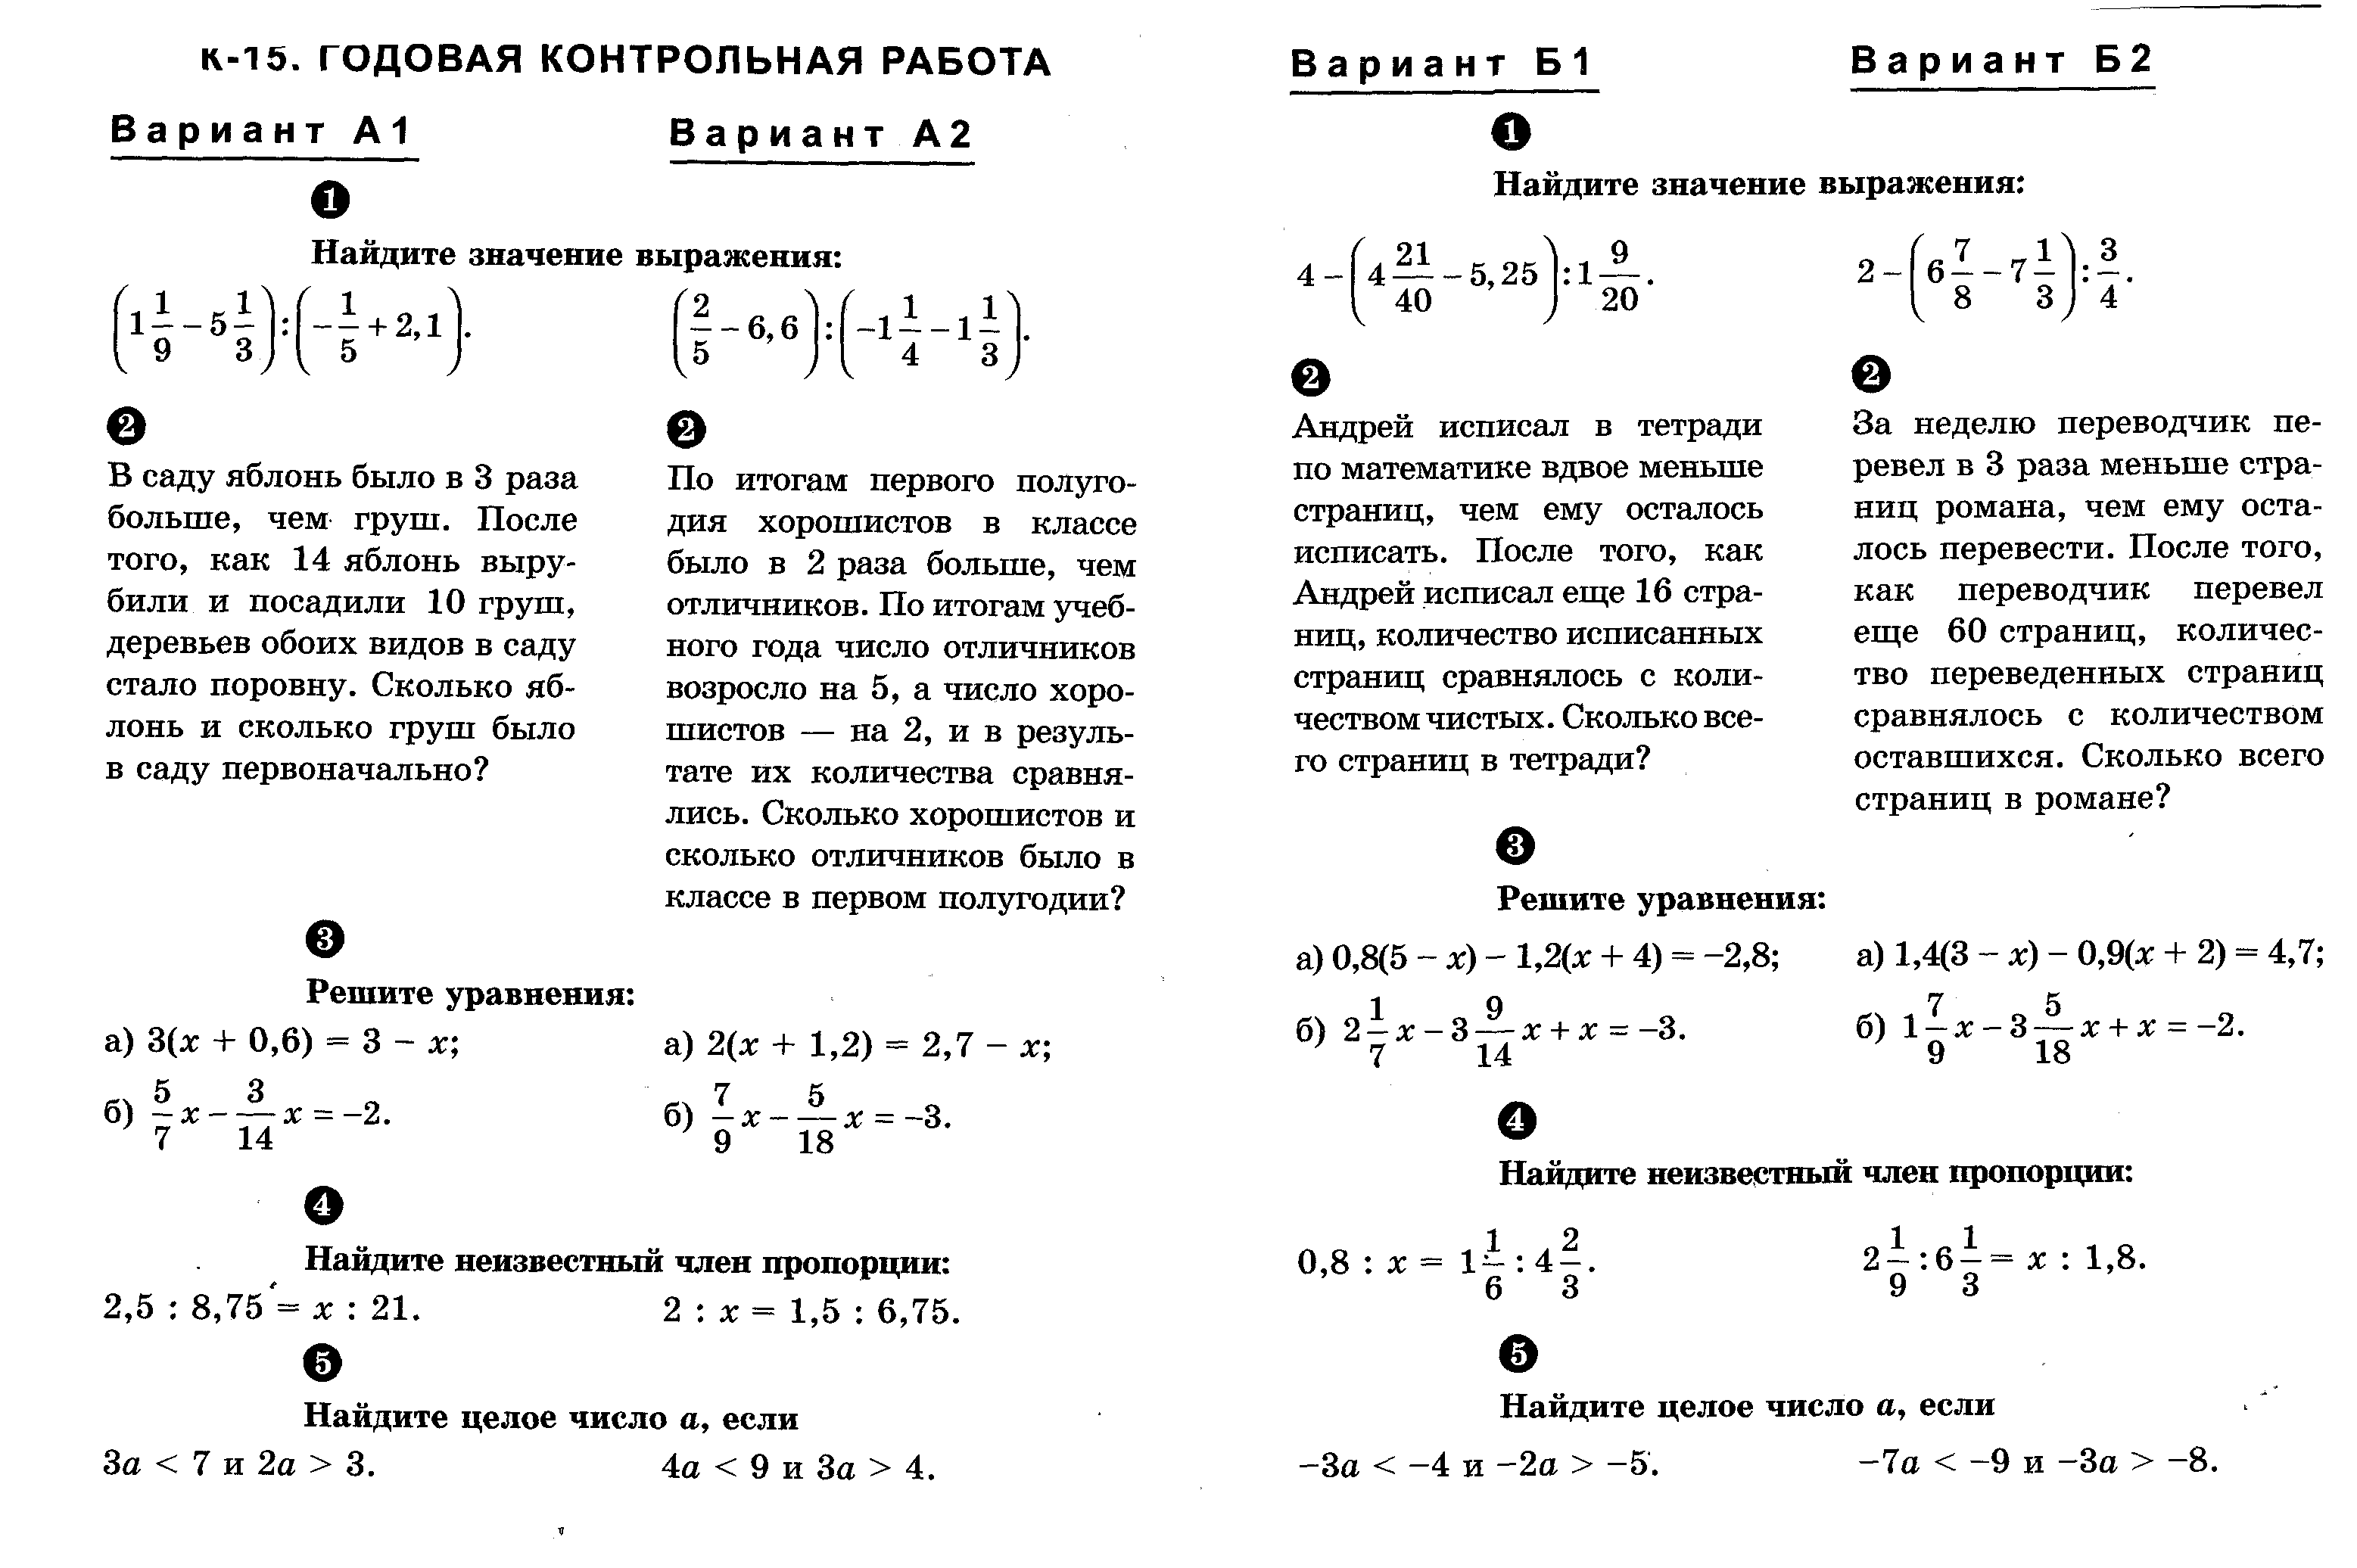 К-15. ГОДОВАЯ КОНТРОЛЬНАЯ РАБОТА
Вариант А1
Вариант А2
1
Найдите значение выражения:
(1 1/9 − 5 1/3) : (−1/5 + 2,1).
(2/5 − 6,6) : (−1 1/4 − 1 1/3).
2
В саду яблонь было в 3 раза
больше, чем груш. После
того, как 14 яблонь выру-
били и посадили 10 груш,
деревьев обоих видов в саду
стало поровну. Сколько яб-
лонь и сколько груш было
в саду первоначально?
2
По итогам первого полуго-
дия хорошистов в классе
было в 2 раза больше, чем
отличников. По итогам учеб-
ного года число отличников
возросло на 5, а число хоро-
шистов — на 2, и в резуль-
тате их количества сравня-
лись. Сколько хорошистов и
сколько отличников было в
классе в первом полугодии?
3
Решите уравнения:
а) 3(x + 0,6) = 3 − x;
б) 5/7 x − 3/14 x = −2.
а) 2(x + 1,2) = 2,7 − x;
б) 7/9 x − 5/18 x = −3.
4
Найдите неизвестный член пропорции:
2,5 : 8,75 = x : 21.
2 : x = 1,5 : 6,75.
5
Найдите целое число a, если
3a < 7 и 2a > 3.
4a < 9 и 3a > 4.
Вариант Б1
Вариант Б2
1
Найдите значение выражения:
4 − (4 21/40 − 5,25) : 1 9/20.
2 − (6 7/8 − 7 1/3) : 3/4.
2
Андрей исписал в тетради
по математике вдвое меньше
страниц, чем ему осталось
исписать. После того, как
Андрей исписал еще 16 стра-
ниц, количество исписанных
страниц сравнялось с коли-
чеством чистых. Сколько все-
го страниц в тетради?
2
За неделю переводчик пе-
ревел в 3 раза меньше стра-
ниц романа, чем ему оста-
лось перевести. После того,
как переводчик перевел
еще 60 страниц, количес-
тво переведенных страниц
сравнялось с количеством
оставшихся. Сколько всего
страниц в романе?
3
Решите уравнения:
а) 0,8(5 − x) − 1,2(x + 4) = −2,8;
б) 2 1/7 x − 3 9/14 x + x = −3.
а) 1,4(3 − x) − 0,9(x + 2) = 4,7;
б) 1 7/9 x − 3 5/18 x + x = −2.
4
Найдите неизвестный член пропорции:
0,8 : x = 1 1/6 : 4 2/3.
2 1/9 : 6 1/3 = x : 1,8.
5
Найдите целое число a, если
−3a < −4 и −2a > −5.
−7a < −9 и −3a > −8.